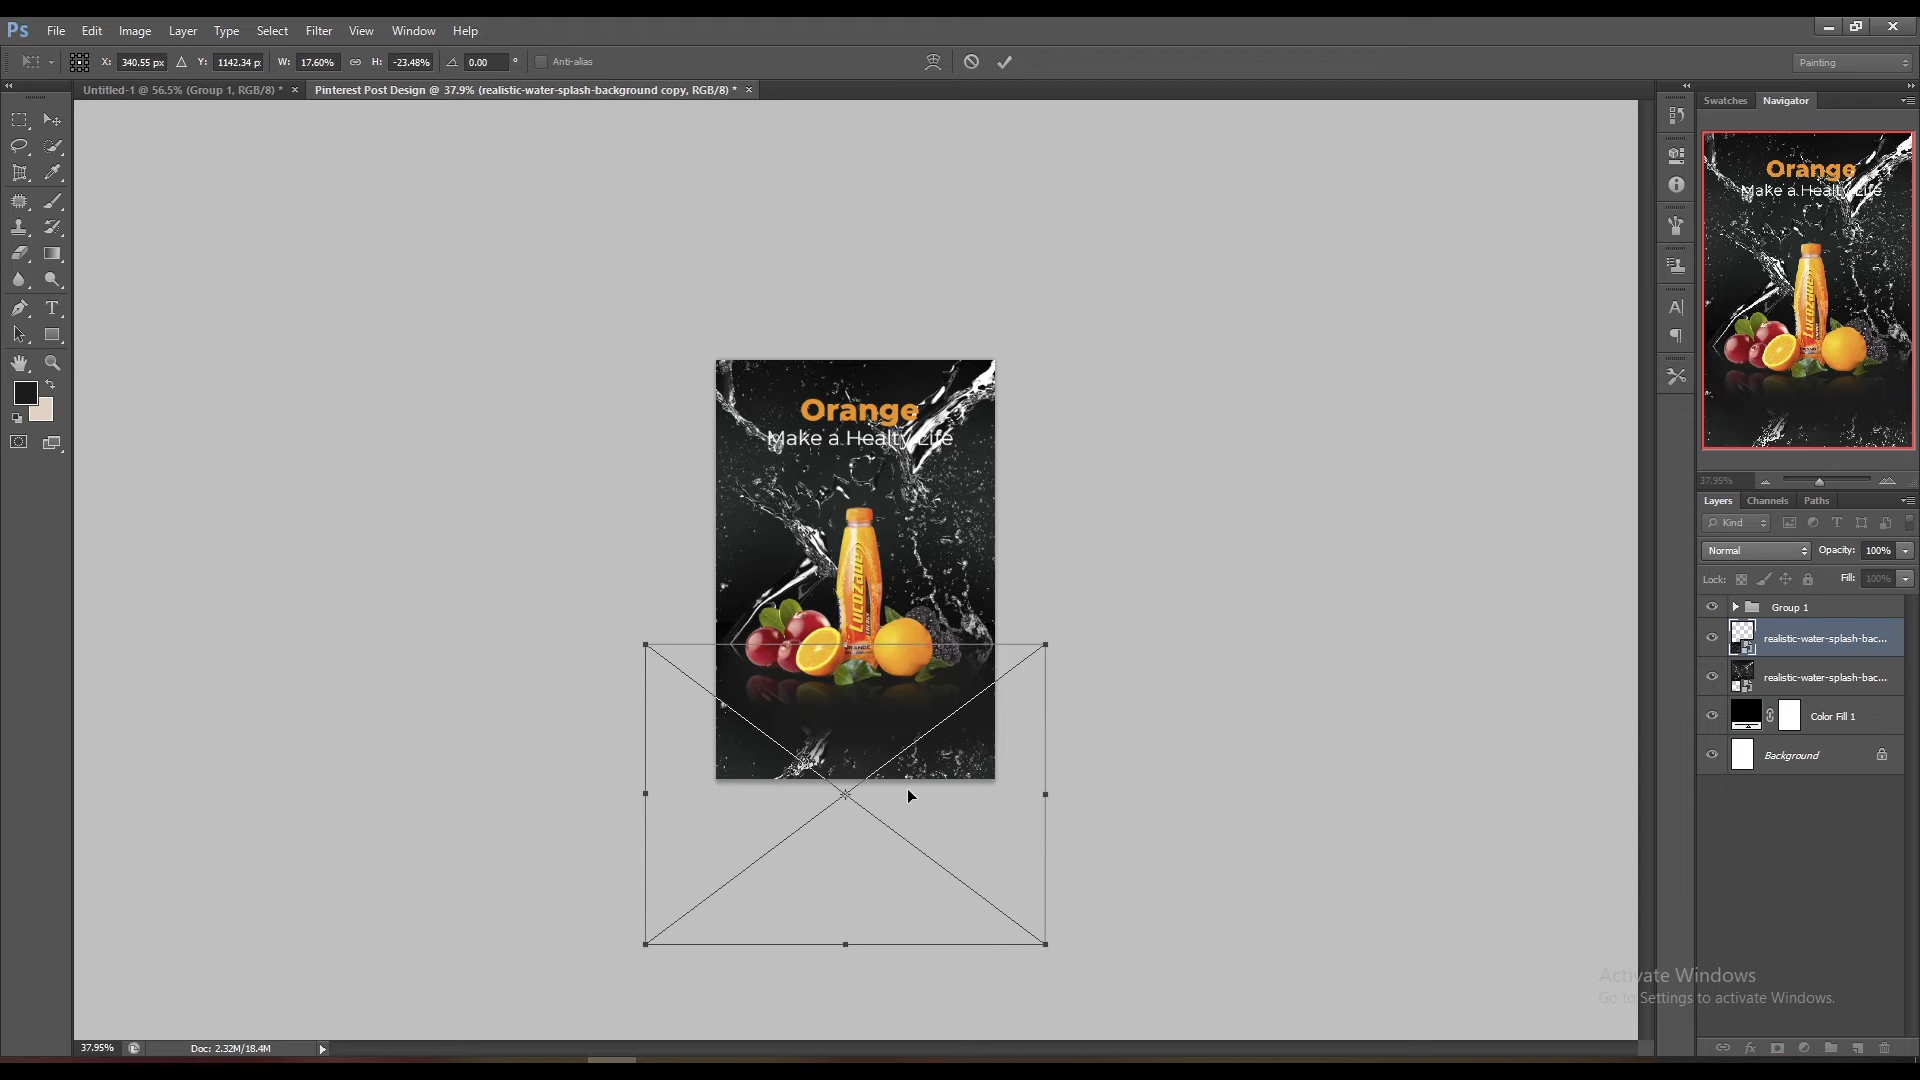 Ps File Edit Image Layer Type Select Filter View Window Help
X: 340.55 px Y: 1142.34 p W: 17.60% H: -23.48% 0.00 ° Anti-alias Painting
Untitled-1 @ 56.5% (Group 1, RGB/8) * × Pinterest Post Design @ 37.9% (realistic-water-splash-background copy, RGB/8) * ×
Swatches Navigator
Orange
Make a Healty Life
LUCOZADE
ORANGE
Orange
Make a Healty Life
LUCOZADE
37.95%
Layers Channels Paths
Kind
Normal Opacity: 100%
Lock: Fill: 100%
Group 1
realistic-water-splash-bac...
realistic-water-splash-bac...
Color Fill 1
Background
Activate Windows
Go to Settings to activate Windows.
37.95% Doc: 2.32M/18.4M